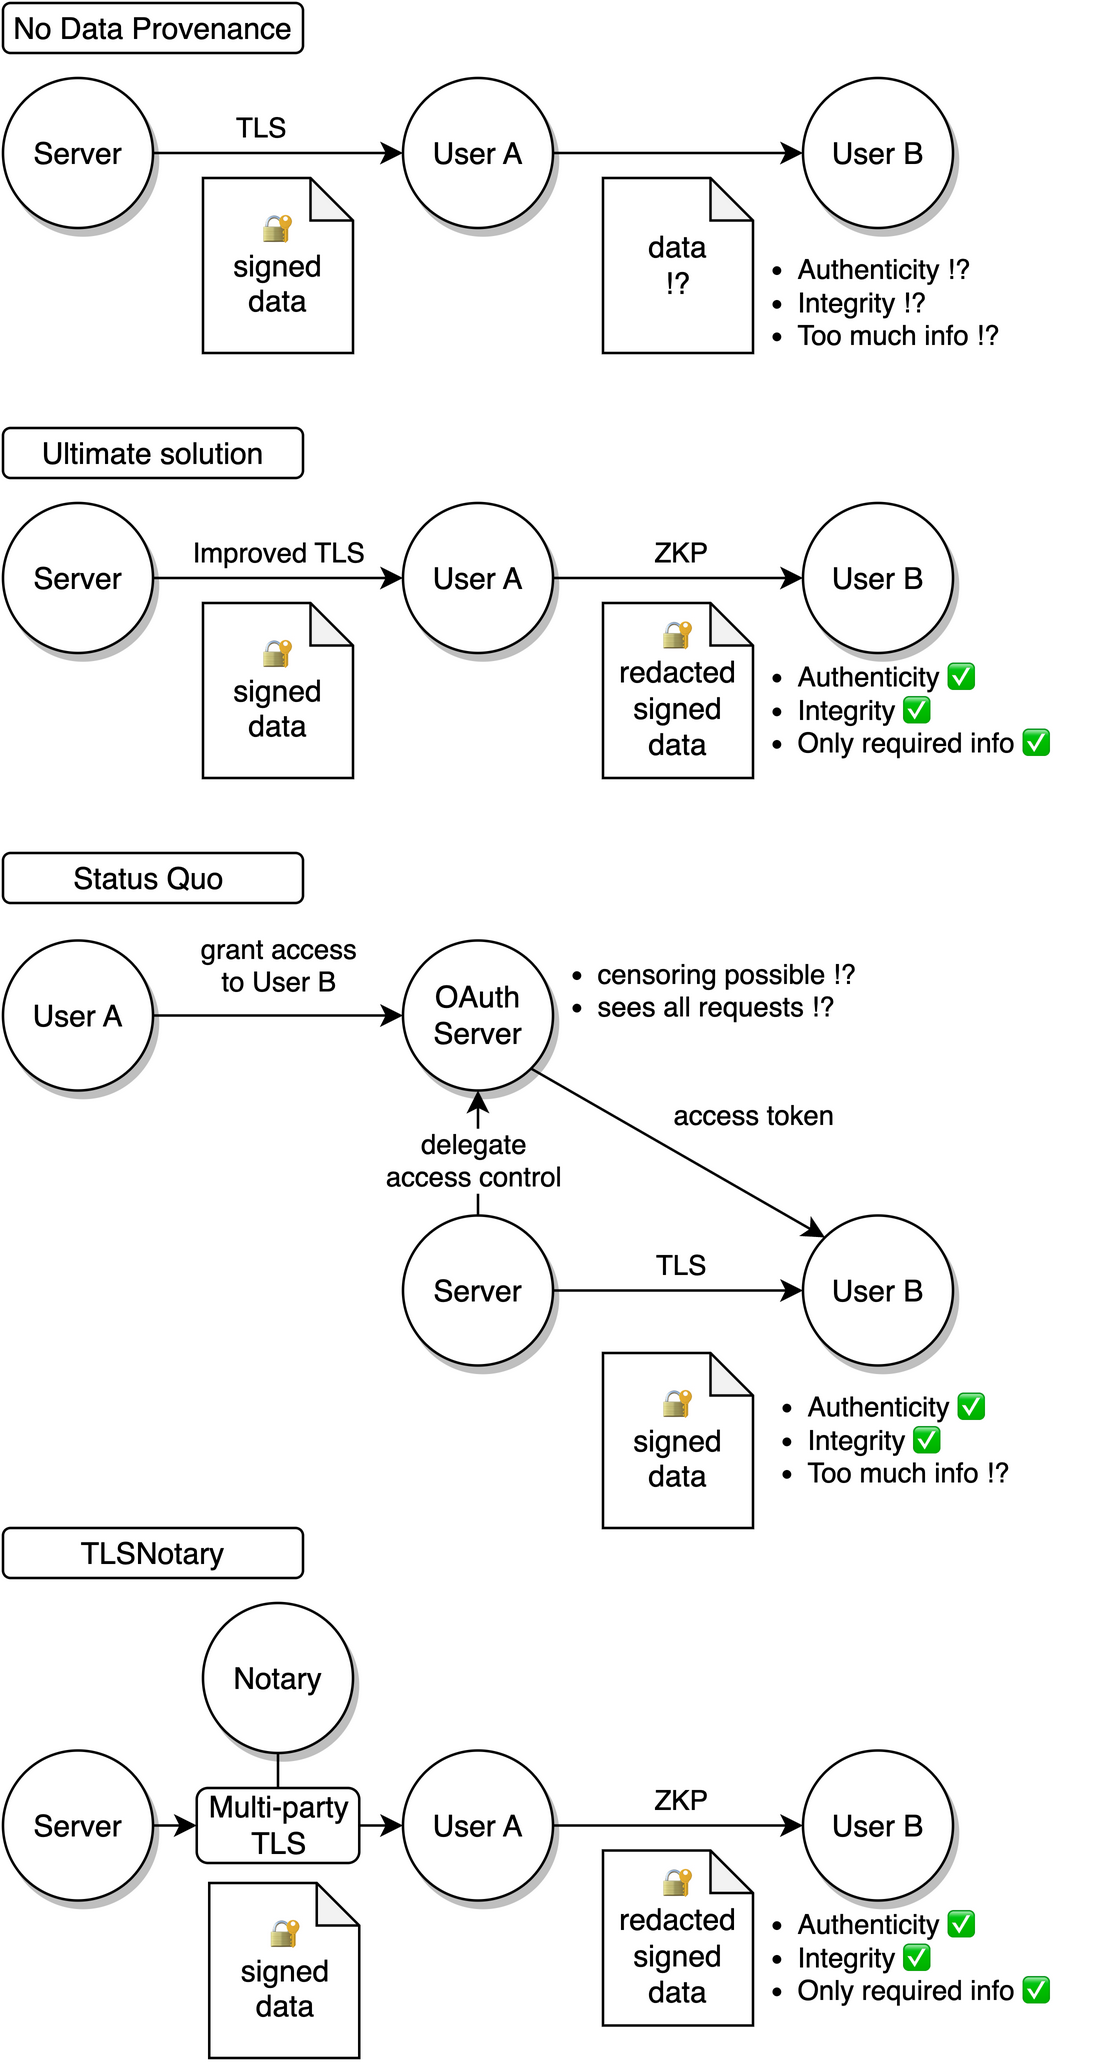 No Data Provenance
Server
TLS
User A
User B
🔐
signed
data
data
!?
• Authenticity !?
• Integrity !?
• Too much info !?
Ultimate solution
Server
Improved TLS
User A
ZKP
User B
🔐
signed
data
🔐
redacted
signed
data
• Authenticity ✅
• Integrity ✅
• Only required info ✅
Status Quo
User A
grant access
to User B
OAuth
Server
• censoring possible !?
• sees all requests !?
access token
delegate
access control
Server
TLS
User B
🔐
signed
data
• Authenticity ✅
• Integrity ✅
• Too much info !?
TLSNotary
Notary
Server
Multi-party
TLS
User A
ZKP
User B
🔐
signed
data
🔐
redacted
signed
data
• Authenticity ✅
• Integrity ✅
• Only required info ✅